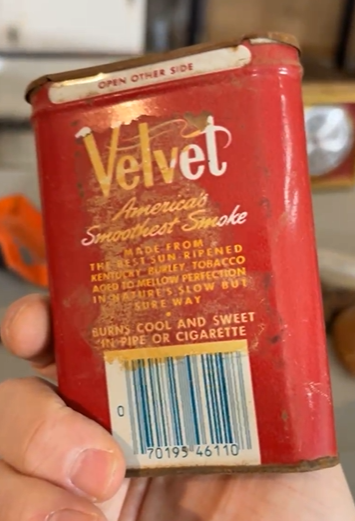 OPEN OTHER SIDE
Velvet
America's
Smoothest Smoke
MADE FROM
THE BEST SUN-RIPENED
KENTUCKY BURLEY TOBACCO
AGED TO MELLOW PERFECTION
IN NATURE'S SLOW BUT
SURE WAY
BURNS COOL AND SWEET
IN PIPE OR CIGARETTE
0 70195 46110